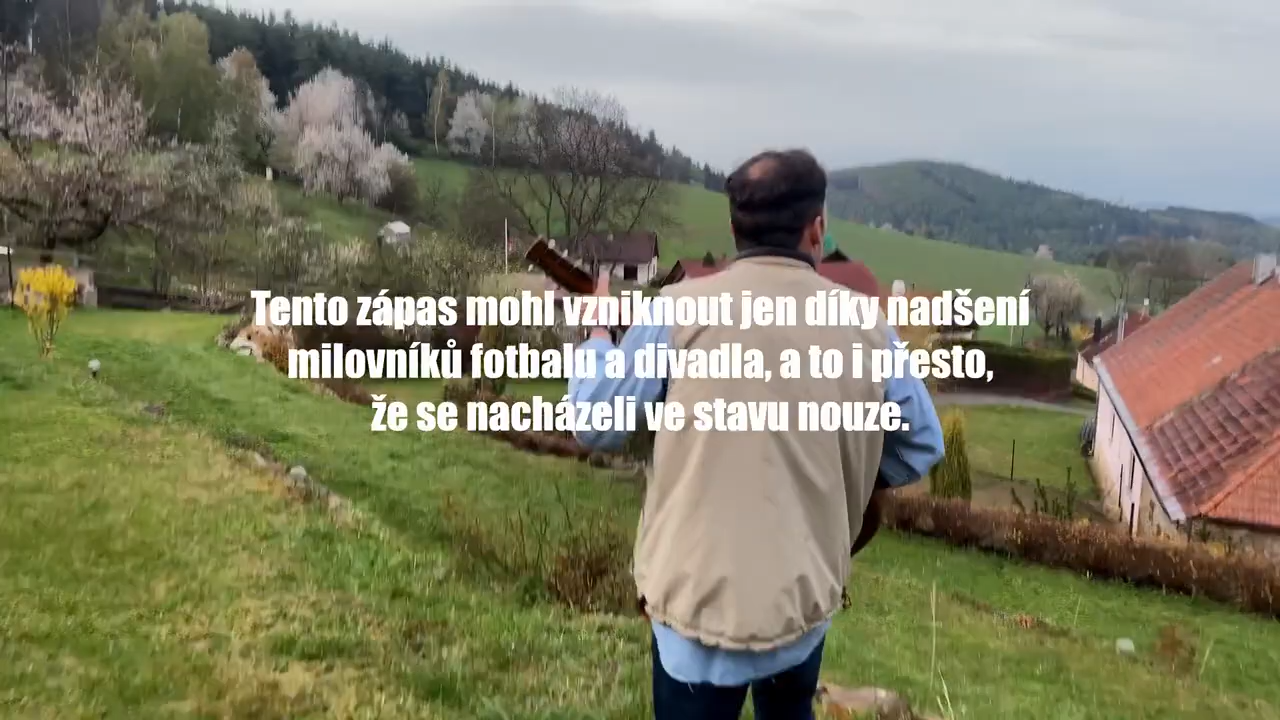 Tento zápas mohl vzniknout jen díky nadšení
milovníků fotbalu a divadla, a to i přesto,
že se nacházeli ve stavu nouze.